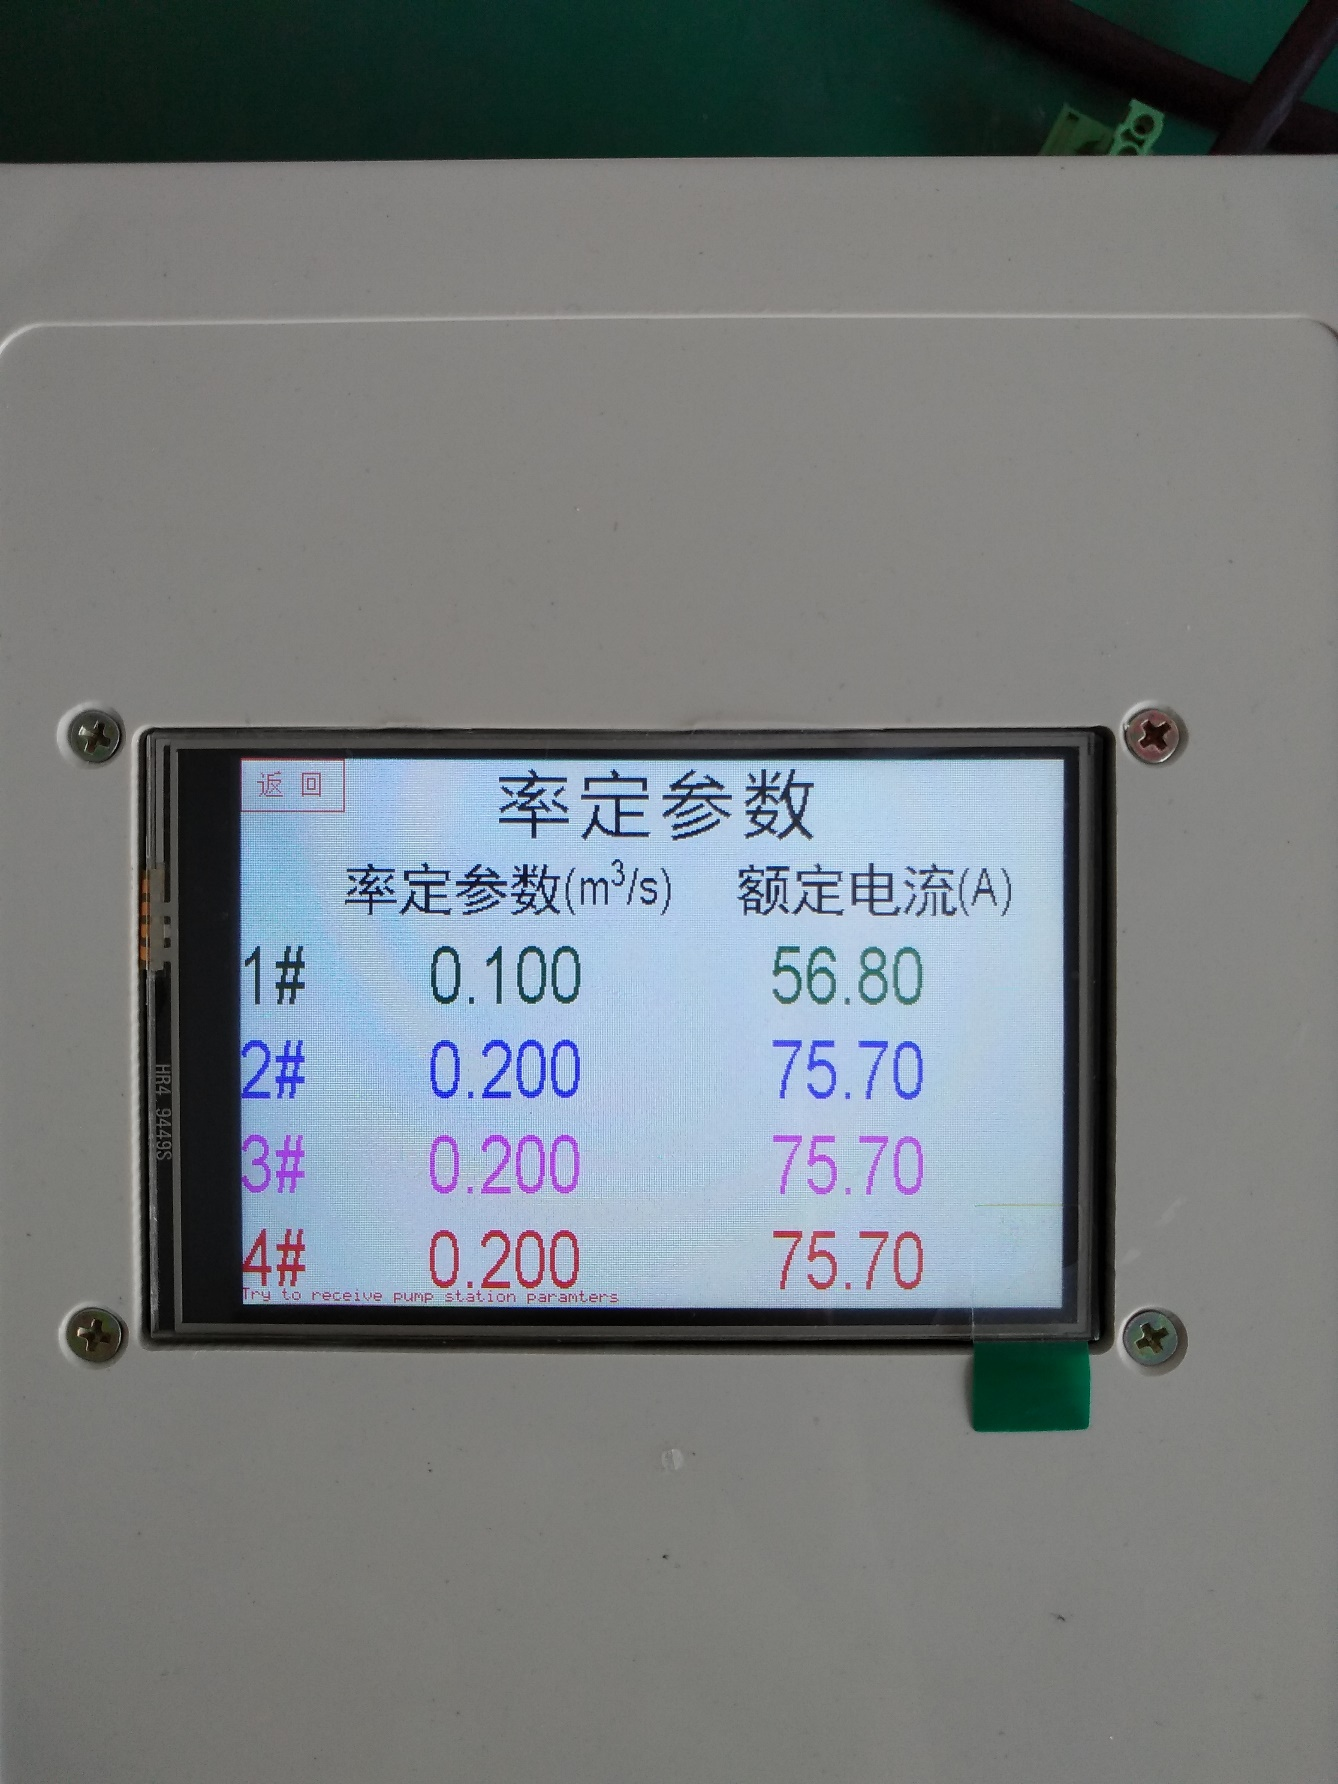 返 回
率定参数
率定参数(m³/s) 额定电流(A)
1# 0.100 56.80
2# 0.200 75.70
3# 0.200 75.70
4# 0.200 75.70
Try to receive pump station paramters
HR4 9449S